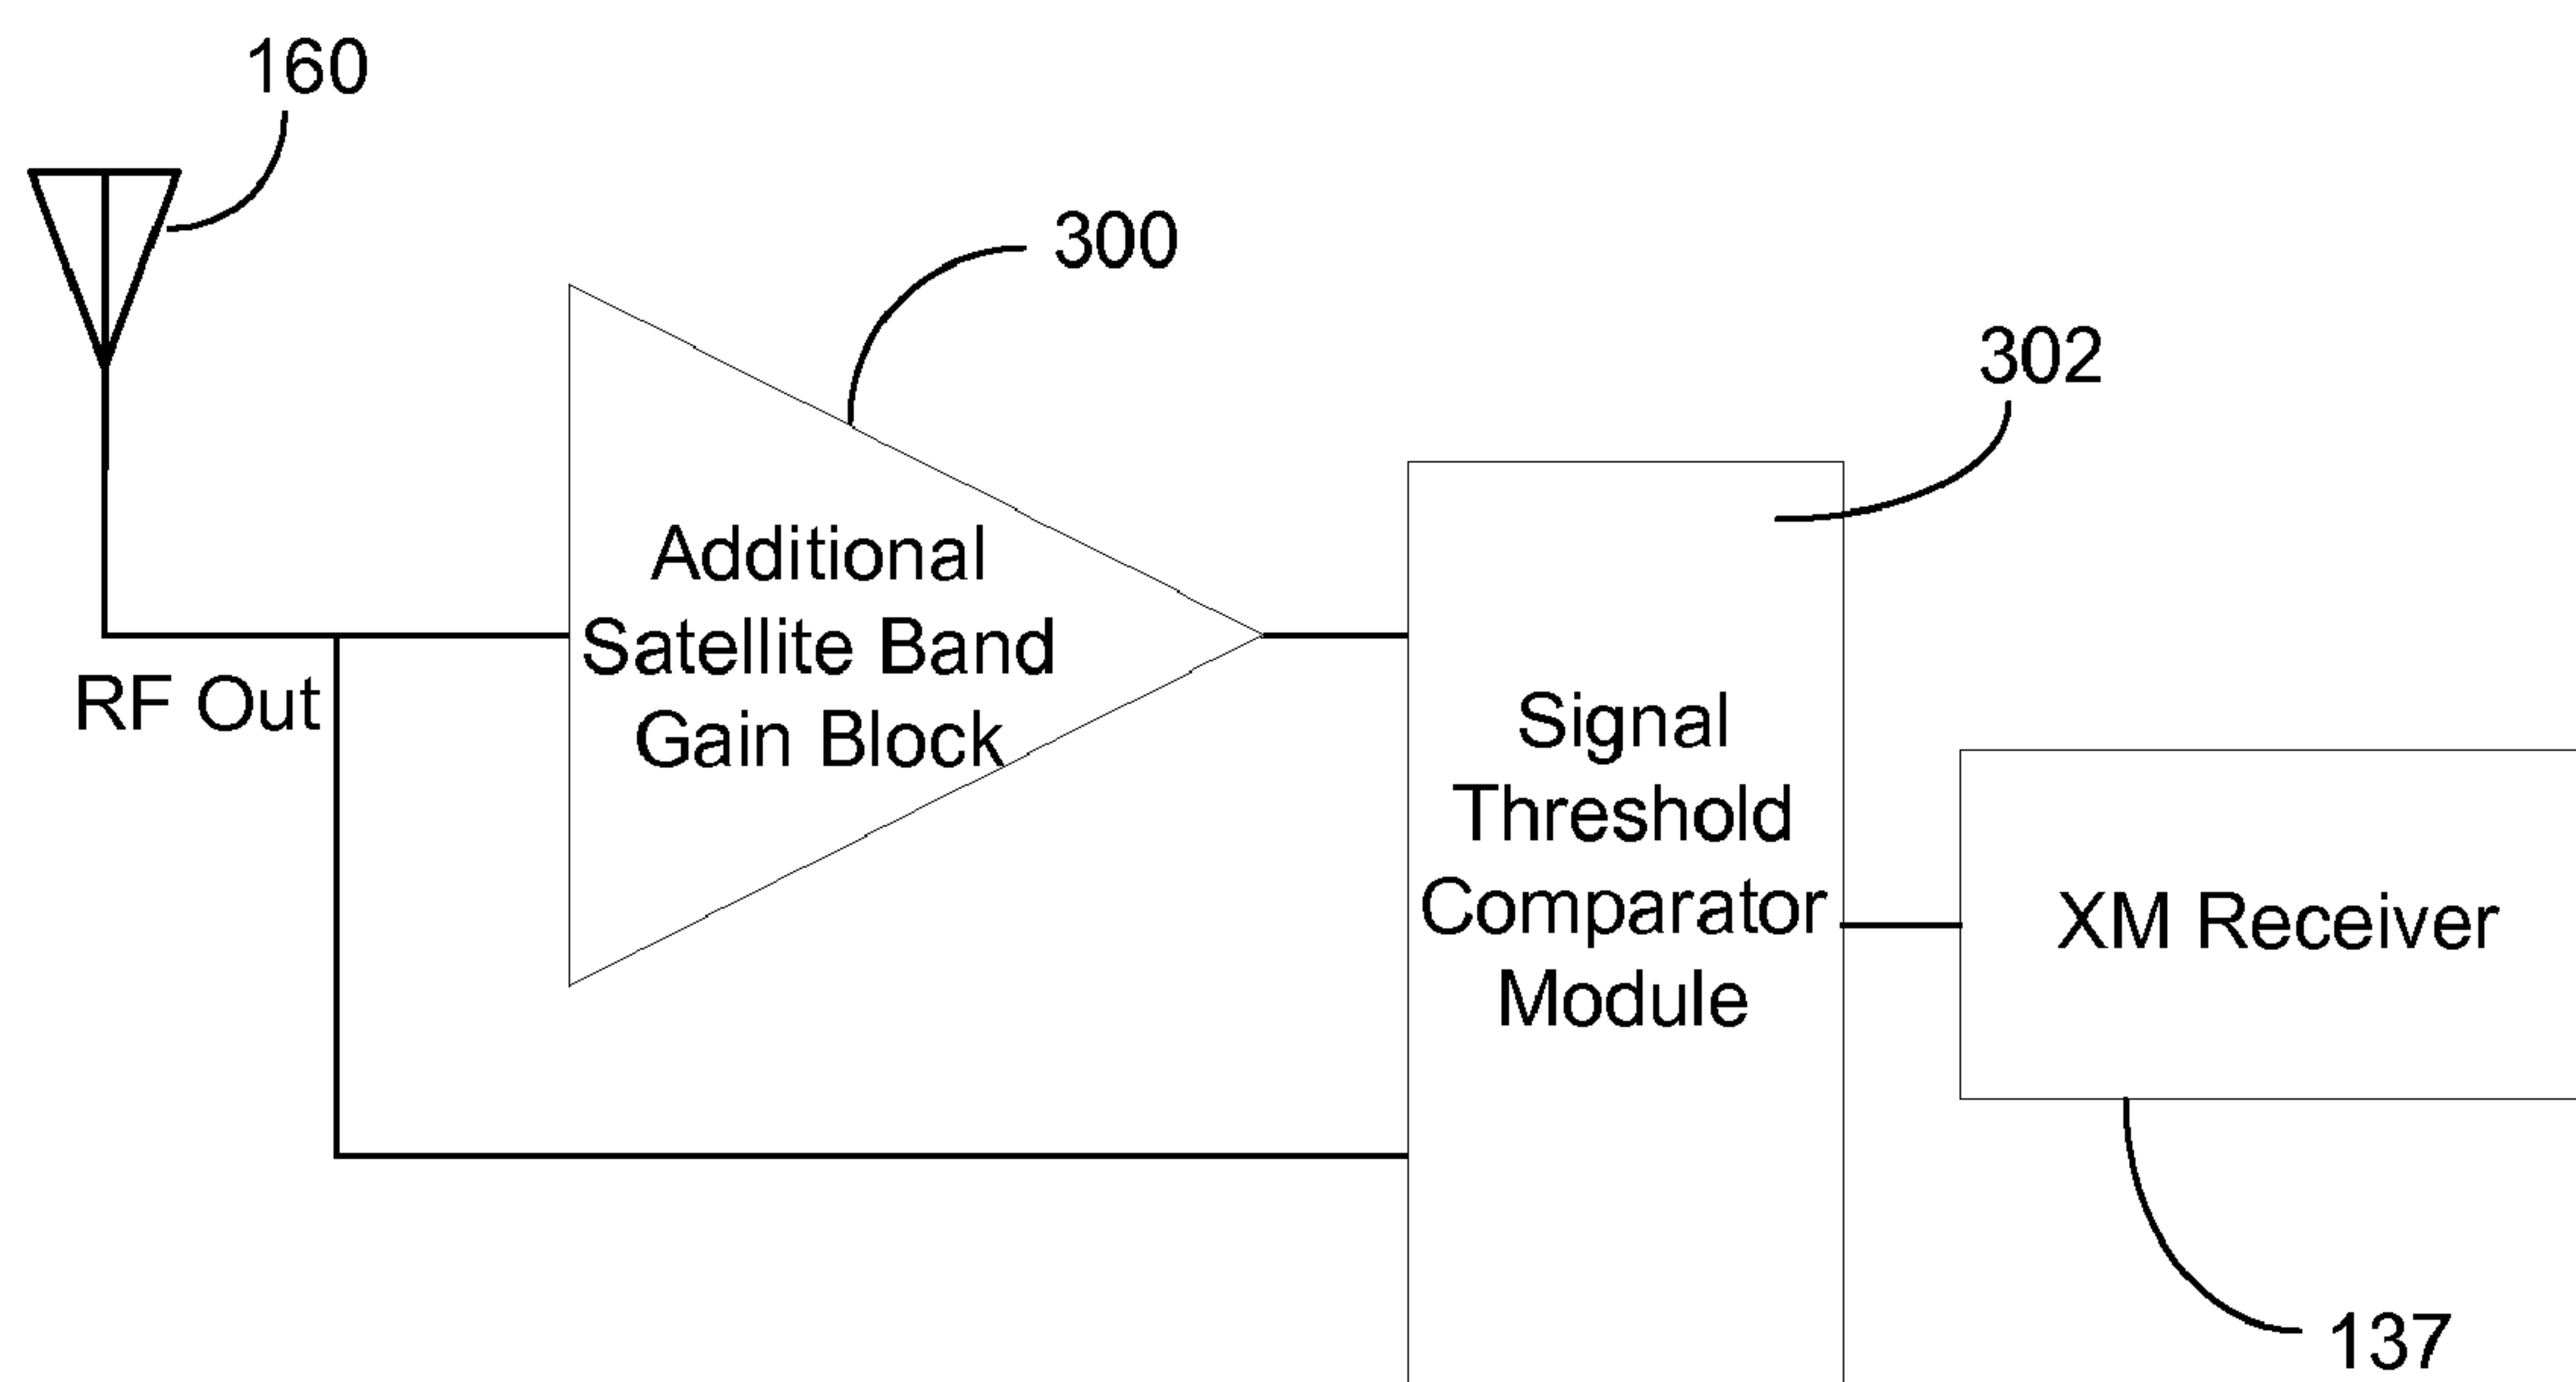 160
300
302
Additional
Satellite Band
Gain Block
RF Out
Signal
Threshold
Comparator
Module
XM Receiver
137